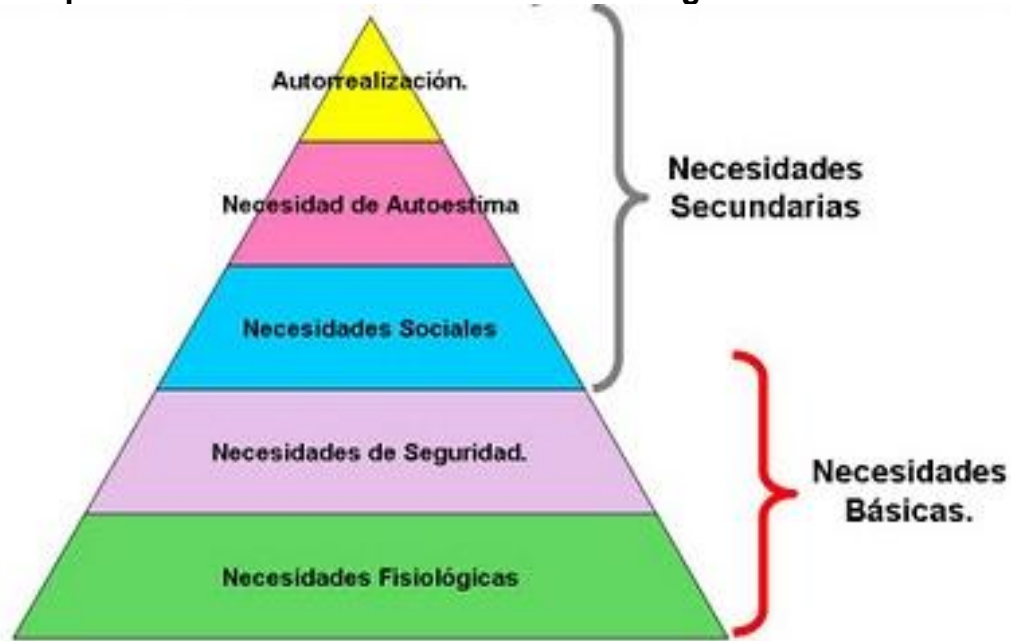 Autorrealización.
Necesidad de Autoestima
Necesidades Sociales
Necesidades de Seguridad.
Necesidades Fisiológicas
Necesidades
Secundarias
Necesidades
Básicas.